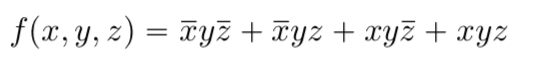 f(x, y, z) = x̅yz̅ + x̅yz + xyz̅ + xyz